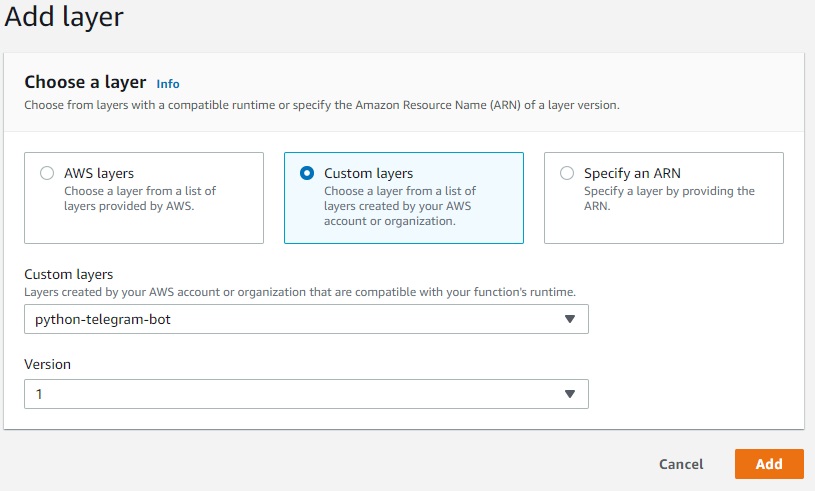 Add layer
Choose a layer Info
Choose from layers with a compatible runtime or specify the Amazon Resource Name (ARN) of a layer version.
AWS layers
Choose a layer from a list of
layers provided by AWS.
Custom layers
Choose a layer from a list of
layers created by your AWS
account or organization.
Specify an ARN
Specify a layer by providing the
ARN.
Custom layers
Layers created by your AWS account or organization that are compatible with your function's runtime.
python-telegram-bot
Version
1
Cancel
Add